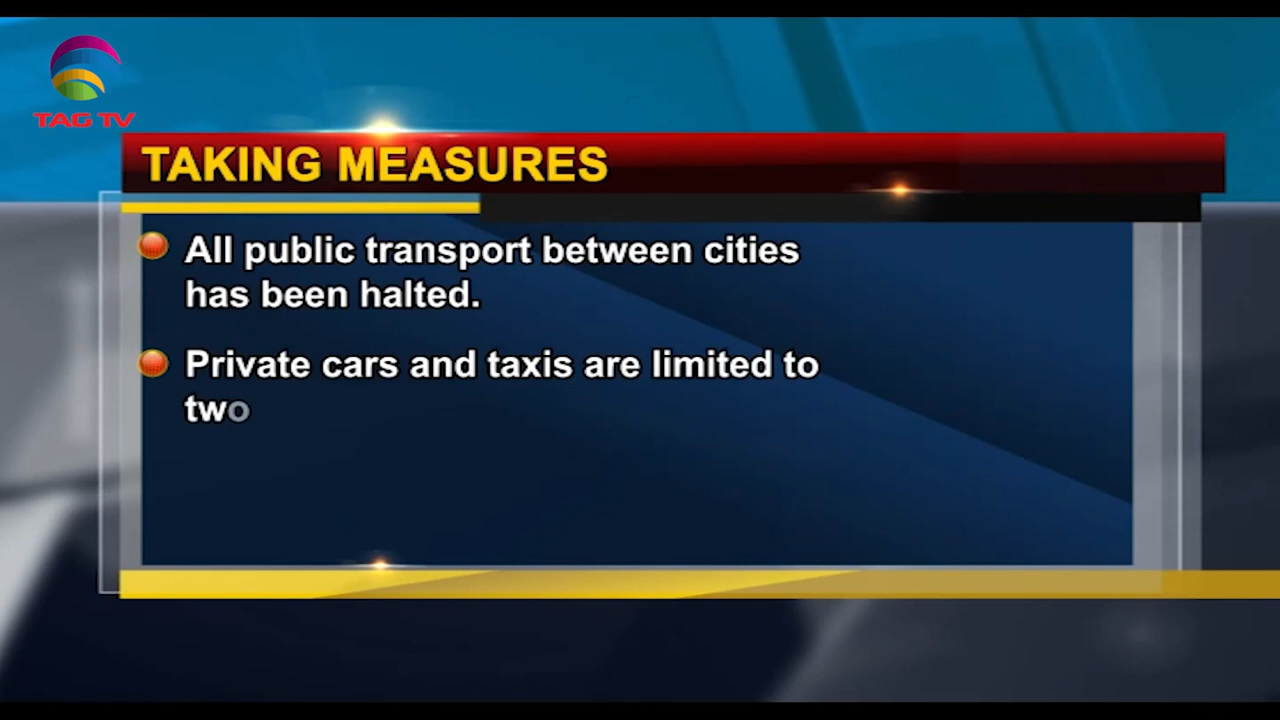 TAG TV
TAKING MEASURES
All public transport between cities
has been halted.
Private cars and taxis are limited to
two